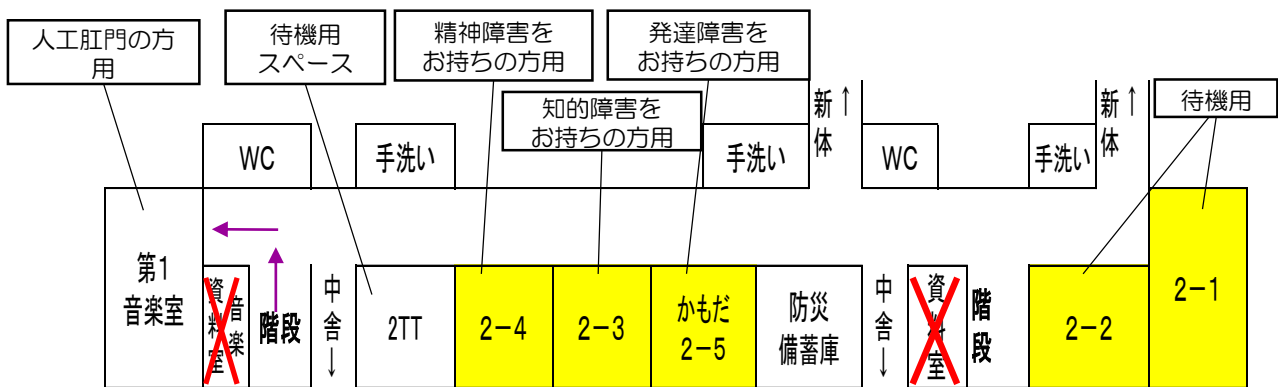 人工肛門の方
用
待機用
スペース
精神障害を
お持ちの方用
発達障害を
お持ちの方用
知的障害を
お持ちの方用
待機用
新体↑
新体↑
WC
手洗い
手洗い
WC
手洗い
第1
音楽室
音楽
資料室
階段
中舎↓
2TT
2-4
2-3
かもだ
2-5
防災
備蓄庫
中舎↓
資料室
階段
2-2
2-1